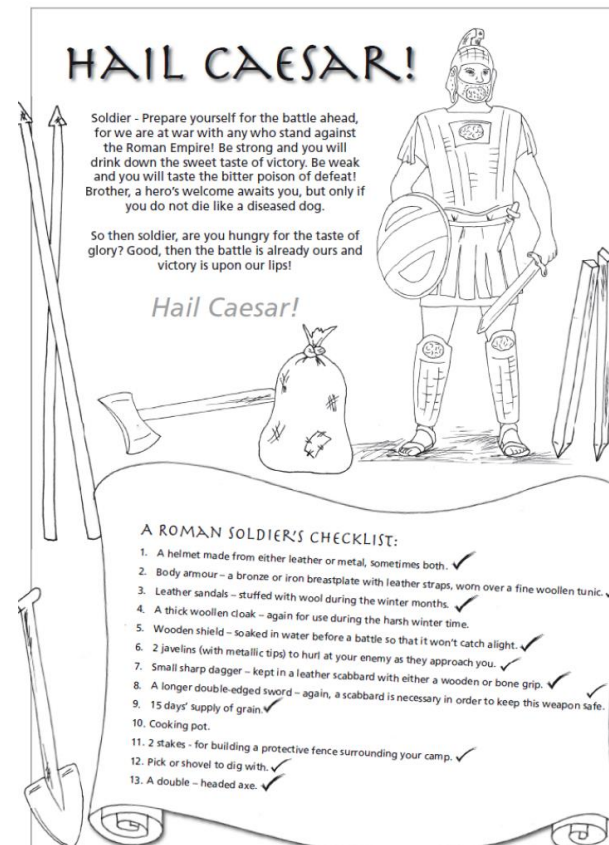 HAIL CAESAR!
Soldier - Prepare yourself for the battle ahead,
for we are at war with any who stand against
the Roman Empire! Be strong and you will
drink down the sweet taste of victory. Be weak
and you will taste the bitter poison of defeat!
Brother, a hero's welcome awaits you, but only if
you do not die like a diseased dog.
So then soldier, are you hungry for the taste of
glory? Good, then the battle is already ours and
victory is upon our lips!
Hail Caesar!
A ROMAN SOLDIER'S CHECKLIST:
1. A helmet made from either leather or metal, sometimes both. ✓
2. Body armour – a bronze or iron breastplate with leather straps, worn over a fine woollen tunic. ✓
3. Leather sandals – stuffed with wool during the winter months. ✓
4. A thick woollen cloak – again for use during the harsh winter time.
5. Wooden shield – soaked in water before a battle so that it won't catch alight. ✓
6. 2 javelins (with metallic tips) to hurl at your enemy as they approach you. ✓
7. Small sharp dagger – kept in a leather scabbard with either a wooden or bone grip. ✓
8. A longer double-edged sword – again, a scabbard is necessary in order to keep this weapon safe. ✓
9. 15 days' supply of grain. ✓
10. Cooking pot.
11. 2 stakes - for building a protective fence surrounding your camp. ✓
12. Pick or shovel to dig with. ✓
13. A double – headed axe. ✓